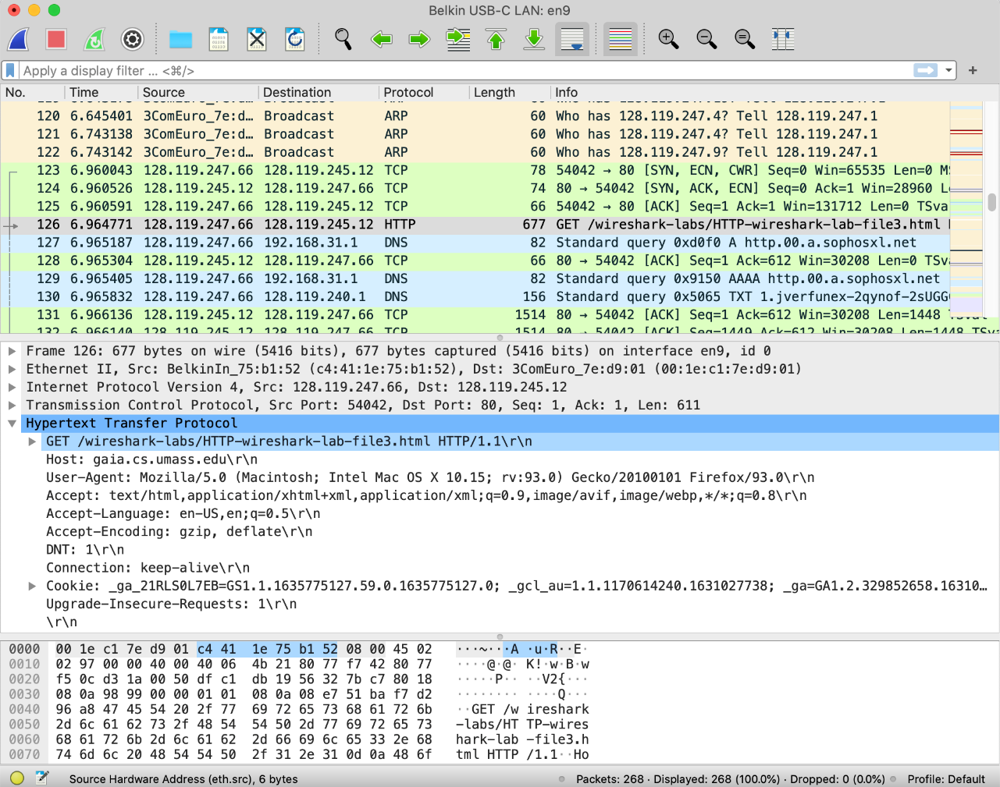 Belkin USB-C LAN: en9
Apply a display filter ... <⌘/>
No. Time Source Destination Protocol Length Info
120 6.645401 3ComEuro_7e:d… Broadcast ARP 60 Who has 128.119.247.4? Tell 128.119.247.1
121 6.743138 3ComEuro_7e:d… Broadcast ARP 60 Who has 128.119.247.4? Tell 128.119.247.1
122 6.743142 3ComEuro_7e:d… Broadcast ARP 60 Who has 128.119.247.9? Tell 128.119.247.1
123 6.960043 128.119.247.66 128.119.245.12 TCP 78 54042 → 80 [SYN, ECN, CWR] Seq=0 Win=65535 Len=0 M
124 6.960526 128.119.245.12 128.119.247.66 TCP 74 80 → 54042 [SYN, ACK, ECN] Seq=0 Ack=1 Win=28960 L
125 6.960591 128.119.247.66 128.119.245.12 TCP 66 54042 → 80 [ACK] Seq=1 Ack=1 Win=131712 Len=0 TSva
126 6.964771 128.119.247.66 128.119.245.12 HTTP 677 GET /wireshark-labs/HTTP-wireshark-lab-file3.html
127 6.965187 128.119.247.66 192.168.31.1 DNS 82 Standard query 0xd0f0 A http.00.a.sophosxl.net
128 6.965304 128.119.245.12 128.119.247.66 TCP 66 80 → 54042 [ACK] Seq=1 Ack=612 Win=30208 Len=0 TSva
129 6.965405 128.119.247.66 192.168.31.1 DNS 82 Standard query 0x9150 AAAA http.00.a.sophosxl.net
130 6.965832 128.119.247.66 128.119.240.1 DNS 156 Standard query 0x5065 TXT 1.jverfunex-2qynof-2sUGG
131 6.966136 128.119.245.12 128.119.247.66 TCP 1514 80 → 54042 [ACK] Seq=1 Ack=612 Win=30208 Len=1448 TSval
132 6.966140 128.119.245.12 128.119.247.66 TCP 1514 80 → 54042 [ACK] Seq=1449 Ack=612 Win=30208 Len=1448 TSv
Frame 126: 677 bytes on wire (5416 bits), 677 bytes captured (5416 bits) on interface en9, id 0
Ethernet II, Src: BelkinIn_75:b1:52 (c4:41:1e:75:b1:52), Dst: 3ComEuro_7e:d9:01 (00:1e:c1:7e:d9:01)
Internet Protocol Version 4, Src: 128.119.247.66, Dst: 128.119.245.12
Transmission Control Protocol, Src Port: 54042, Dst Port: 80, Seq: 1, Ack: 1, Len: 611
Hypertext Transfer Protocol
GET /wireshark-labs/HTTP-wireshark-lab-file3.html HTTP/1.1\r\n
Host: gaia.cs.umass.edu\r\n
User-Agent: Mozilla/5.0 (Macintosh; Intel Mac OS X 10.15; rv:93.0) Gecko/20100101 Firefox/93.0\r\n
Accept: text/html,application/xhtml+xml,application/xml;q=0.9,image/avif,image/webp,*/*;q=0.8\r\n
Accept-Language: en-US,en;q=0.5\r\n
Accept-Encoding: gzip, deflate\r\n
DNT: 1\r\n
Connection: keep-alive\r\n
Cookie: _ga_21RLS0L7EB=GS1.1.1635775127.59.0.1635775127.0; _gcl_au=1.1.1170614240.1631027738; _ga=GA1.2.329852658.16310…
Upgrade-Insecure-Requests: 1\r\n
\r\n
0000 00 1e c1 7e d9 01 c4 41 1e 75 b1 52 08 00 45 02 ···~···A ·u·R··E·
0010 02 97 00 00 40 00 40 06 4b 21 80 77 f7 42 80 77 ····@·@· K!·w·B·w
0020 f5 0c d3 1a 00 50 df c1 db 19 56 32 7b c7 80 18 ·····P·· ··V2{···
0030 08 0a 98 99 00 00 01 01 08 0a 08 e7 51 ba f7 d2 ········ ····Q···
0040 96 a8 47 45 54 20 2f 77 69 72 65 73 68 61 72 6b ··GET /w ireshark
0050 2d 6c 61 62 73 2f 48 54 54 50 2d 77 69 72 65 73 -labs/HT TP-wires
0060 68 61 72 6b 2d 6c 61 62 2d 66 69 6c 65 33 2e 68 hark-lab -file3.h
0070 74 6d 6c 20 48 54 54 50 2f 31 2e 31 0d 0a 48 6f tml HTTP /1.1··Ho
Source Hardware Address (eth.src), 6 bytes
Packets: 268 · Displayed: 268 (100.0%) · Dropped: 0 (0.0%)
Profile: Default